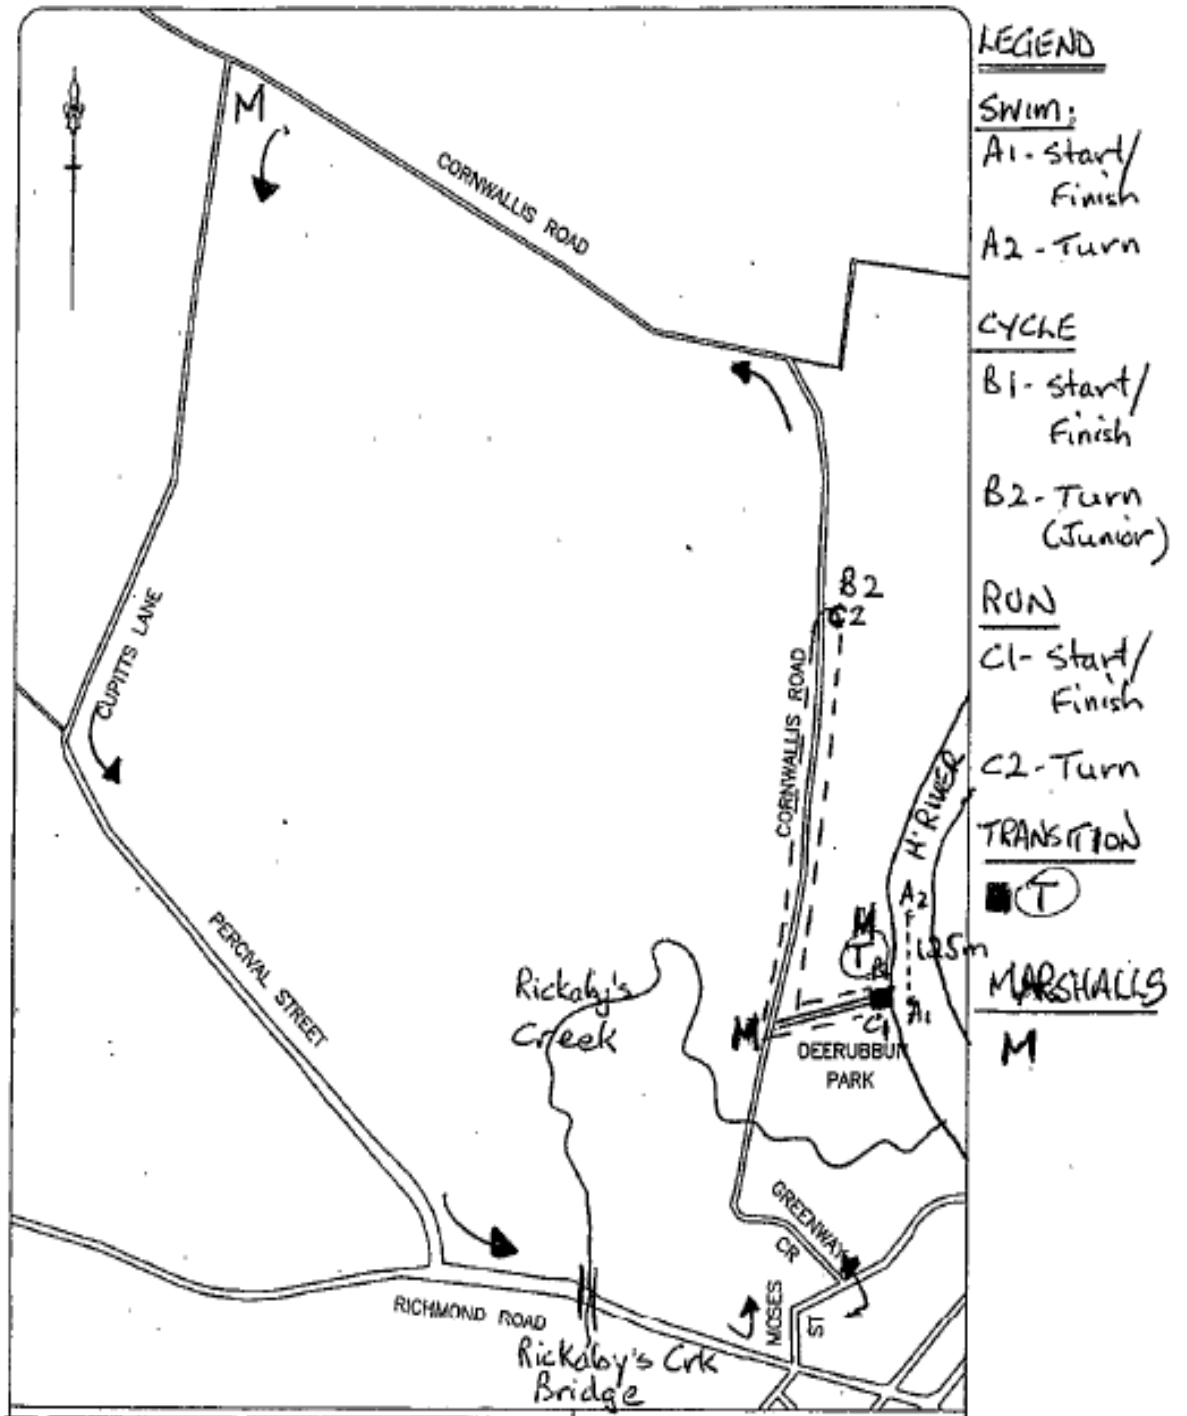 M
CORNWALLIS ROAD
B2
C2
CUPITTS LANE
CORNWALLIS ROAD
H'RIVER
A2
M
T
125m
PERCIVAL STREET
Rickaby's
Creek
A1
C1
M
DEERUBBUN
PARK
GREENWAY
CR
MOSES
ST
RICHMOND ROAD
Rickaby's Crk
Bridge
LEGEND
SWIM:
A1 - Start/
Finish
A2 - Turn
CYCLE
B1 - Start/
Finish
B2 - Turn
(Junior)
RUN
C1 - Start/
Finish
C2 - Turn
TRANSITION
T
MARSHALLS
M